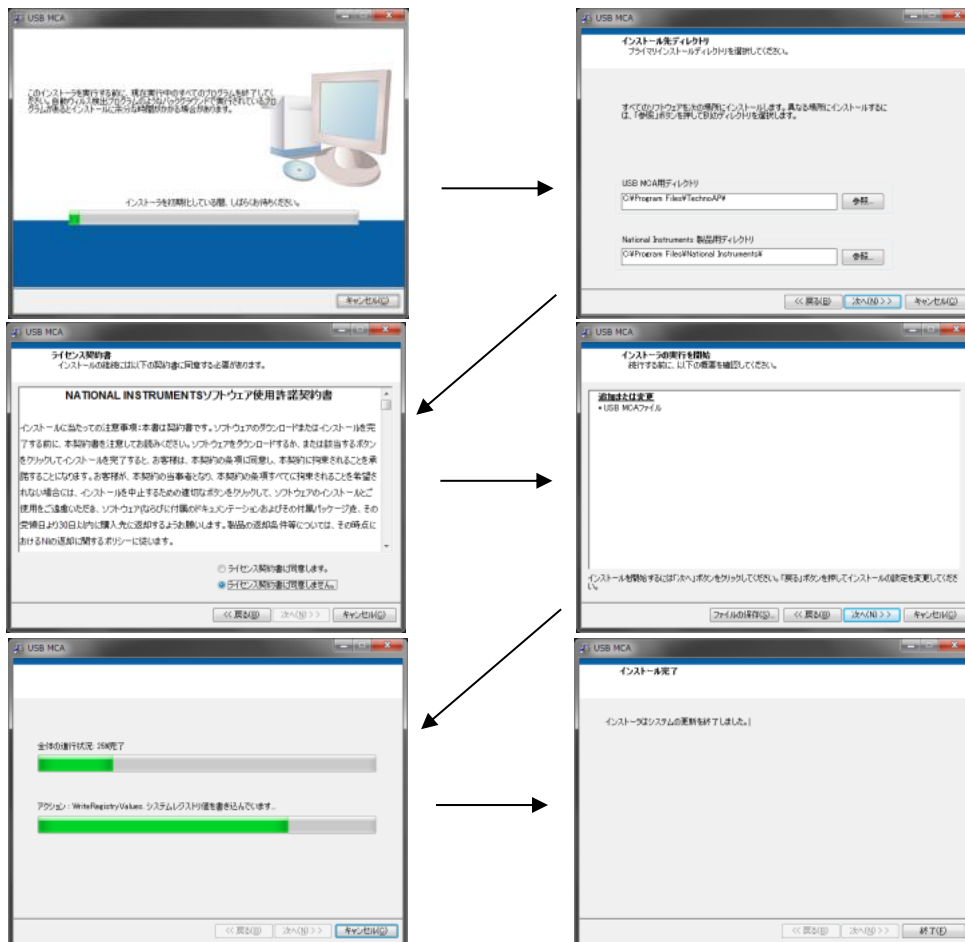 USB MCA
このインストーラを実行する前に、現在実行中のすべてのプログラムを終了してく
ださい。自動ウィルス検出プログラムのようなバックグラウンドで実行されているプロ
グラムがあるとインストールに余分な時間がかかる場合があります。
インストーラを初期化している間、しばらくお待ちください。
キャンセル(C)
USB MCA
インストール先ディレクトリ
プライマリインストールディレクトリを選択してください。
すべてのソフトウェアを次の場所にインストールします。異なる場所にインストールするに
は、「参照」ボタンを押して別のディレクトリを選択します。
USB MCA用ディレクトリ
C:¥Program Files¥TechnoAP¥
参照...
National Instruments 製品用ディレクトリ
C:¥Program Files¥National Instruments¥
参照...
<< 戻る(B) 次へ(N) >> キャンセル(C)
USB MCA
ライセンス契約書
インストールの継続には以下の契約書に同意する必要があります。
NATIONAL INSTRUMENTSソフトウェア使用許諾契約書
インストールに当たっての注意事項:本書は契約書です。ソフトウェアのダウンロードまたはインストールを完
了する前に、本契約書を注意してお読みください。ソフトウェアをダウンロードするか、または該当するボタン
をクリックしてインストールを完了すると、お客様は、本契約の条項に同意し、本契約に拘束されることを承
諾することになります。お客様が、本契約の当事者となり、本契約の条項すべてに拘束されることを希望さ
れない場合には、インストールを中止するための適切なボタンをクリックして、ソフトウェアのインストールとご
使用をご遠慮いただき、ソフトウェア(ならびに付属のドキュメンテーションおよびその付属パッケージ)を、その
受領日より30日以内に購入先に返却するようお願いします。製品の返却条件等については、その時点に
おけるNIの返却に関するポリシーに従います。
ライセンス契約書に同意します。
ライセンス契約書に同意しません。
<< 戻る(B) 次へ(N) >> キャンセル(C)
USB MCA
インストーラの実行を開始
続行する前に、以下の概要を確認してください。
追加または変更
• USB MCAファイル
インストールを開始するには「次へ」ボタンをクリックしてください。「戻る」ボタンを押してインストールの設定を変更してくださ
い。
ファイルの保存(S)... << 戻る(B) 次へ(N) >> キャンセル(C)
USB MCA
全体の進行状況: 25%完了
アクション : WriteRegistryValues. システムレジストリ値を書き込んでいます...
<< 戻る(B) 次へ(N) >> キャンセル(C)
USB MCA
インストール完了
インストーラはシステムの更新を終了しました。
<< 戻る(B) 次へ(N) >> 終了(F)